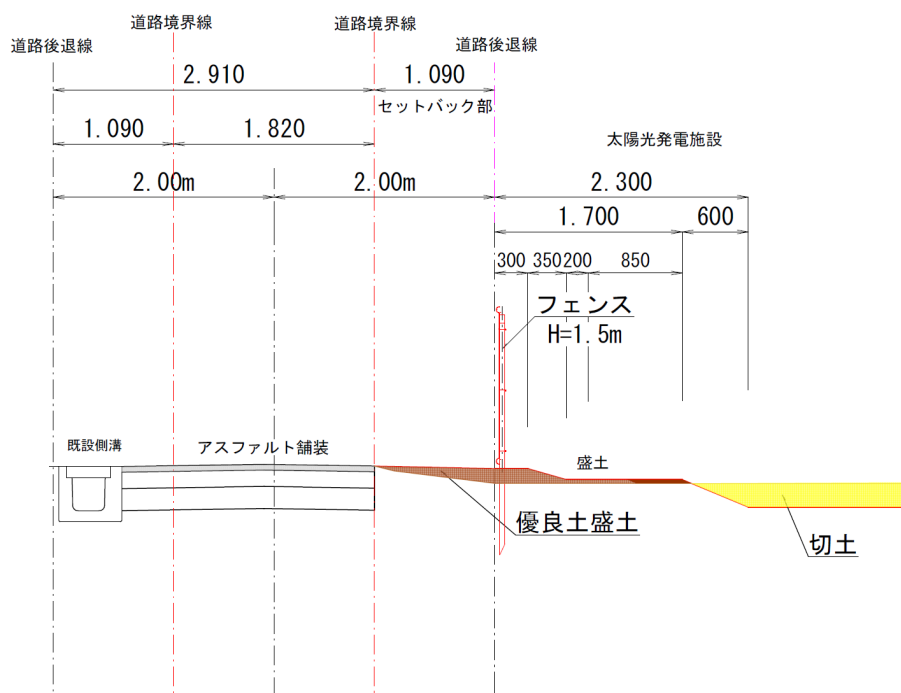 道路境界線
道路境界線
道路後退線
道路後退線
2.910
1.090
セットバック部
1.090
1.820
太陽光発電施設
2.00m
2.00m
2.300
1.700
600
300
350
200
850
フェンス
H=1.5m
既設側溝
アスファルト舗装
盛土
優良土盛土
切土